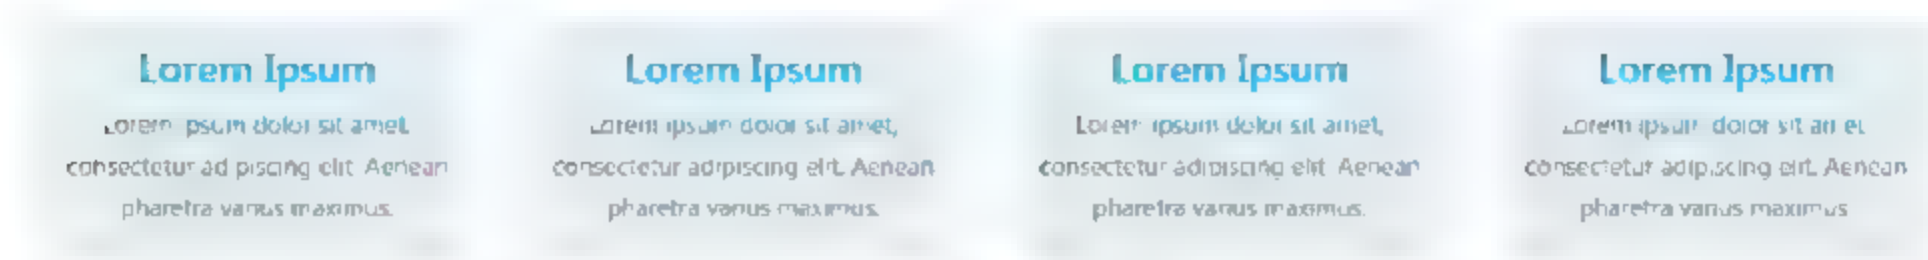 Lorem Ipsum
Lorem ipsum dolor sit amet,
consectetur adipiscing elit. Aenean
pharetra varius maximus.
Lorem Ipsum
Lorem ipsum dolor sit amet,
consectetur adipiscing elit. Aenean
pharetra varius maximus.
Lorem Ipsum
Lorem ipsum dolor sit amet,
consectetur adipiscing elit. Aenean
pharetra varius maximus.
Lorem Ipsum
Lorem ipsum dolor sit amet,
consectetur adipiscing elit. Aenean
pharetra varius maximus.